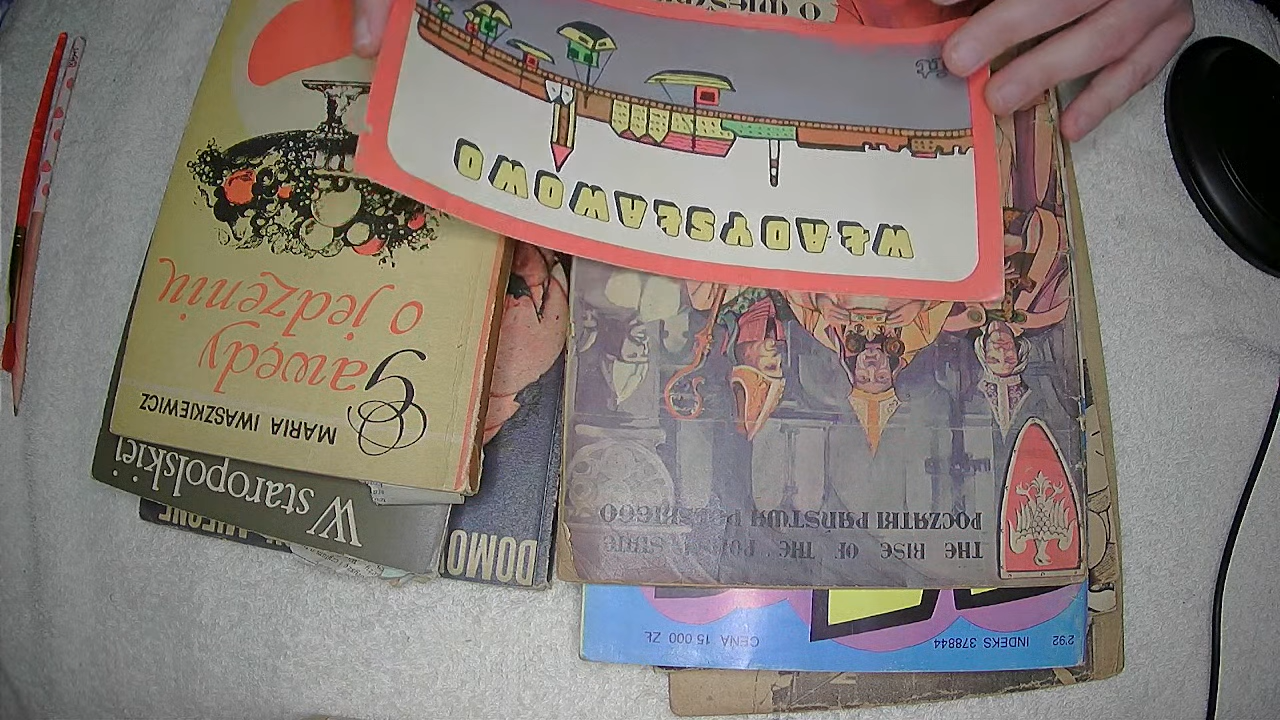 WŁADYSŁAWOWO
MARIA IWASZKIEWICZ
Gawędy
o jedzeniu
W staropolskiej
DOMO
THE RISE OF THE POLISH STATE
POCZĄTKI PAŃSTWA POLSKIEGO
2'92
INDEKS 378844
CENA 15 000 ZŁ